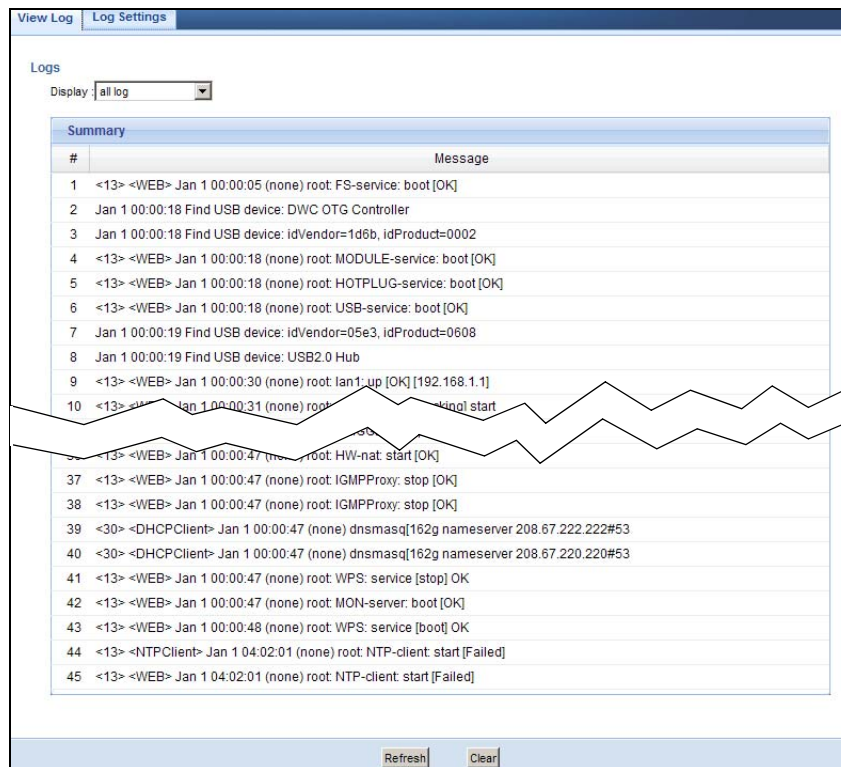 View Log Log Settings
Logs
Display : all log
Summary
# Message
1 <13> <WEB> Jan 1 00:00:05 (none) root: FS-service: boot [OK]
2 Jan 1 00:00:18 Find USB device: DWC OTG Controller
3 Jan 1 00:00:18 Find USB device: idVendor=1d6b, idProduct=0002
4 <13> <WEB> Jan 1 00:00:18 (none) root: MODULE-service: boot [OK]
5 <13> <WEB> Jan 1 00:00:18 (none) root: HOTPLUG-service: boot [OK]
6 <13> <WEB> Jan 1 00:00:18 (none) root: USB-service: boot [OK]
7 Jan 1 00:00:19 Find USB device: idVendor=05e3, idProduct=0608
8 Jan 1 00:00:19 Find USB device: USB2.0 Hub
9 <13> <WEB> Jan 1 00:00:30 (none) root: lan1: up [OK] [192.168.1.1]
10 <13> <WEB> Jan 1 00:00:31 (none) root: start
<13> <WEB> Jan 1 00:00:47 (none) root: HW-nat: start [OK]
37 <13> <WEB> Jan 1 00:00:47 (none) root: IGMPProxy: stop [OK]
38 <13> <WEB> Jan 1 00:00:47 (none) root: IGMPProxy: stop [OK]
39 <30> <DHCPClient> Jan 1 00:00:47 (none) dnsmasq[162g nameserver 208.67.222.222#53
40 <30> <DHCPClient> Jan 1 00:00:47 (none) dnsmasq[162g nameserver 208.67.220.220#53
41 <13> <WEB> Jan 1 00:00:47 (none) root: WPS: service [stop] OK
42 <13> <WEB> Jan 1 00:00:47 (none) root: MON-server: boot [OK]
43 <13> <WEB> Jan 1 00:00:48 (none) root: WPS: service [boot] OK
44 <13> <NTPClient> Jan 1 04:02:01 (none) root: NTP-client: start [Failed]
45 <13> <WEB> Jan 1 04:02:01 (none) root: NTP-client: start [Failed]
Refresh Clear